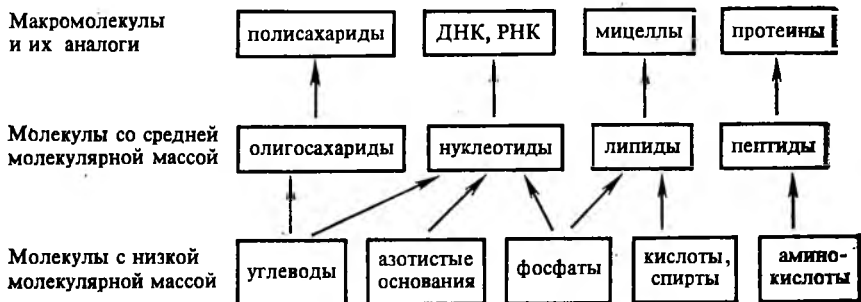 Макромолекулы
и их аналоги
полисахариды
ДНК, РНК
мицеллы
протеины
Молекулы со средней
молекулярной массой
олигосахариды
нуклеотиды
липиды
пептиды
Молекулы с низкой
молекулярной массой
углеводы
азотистые
основания
фосфаты
кислоты,
спирты
амино-
кислоты